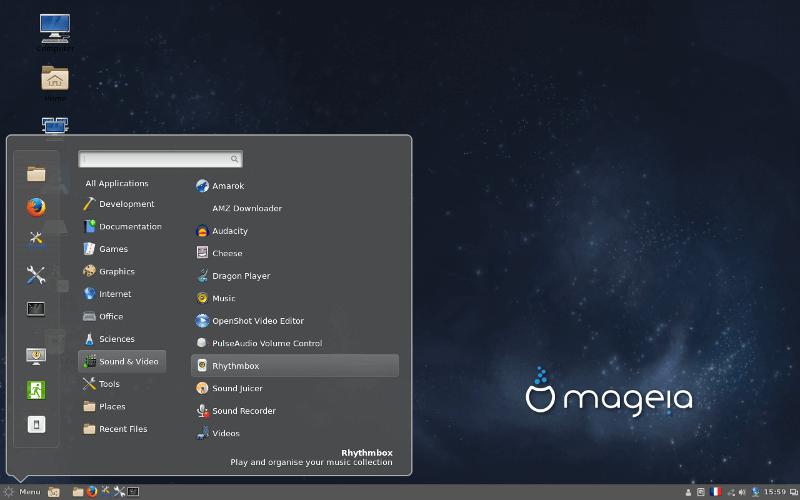 Computer
Home
All Applications
Development
Documentation
Games
Graphics
Internet
Office
Sciences
Sound & Video
Tools
Places
Recent Files
Amarok
AMZ Downloader
Audacity
Cheese
Dragon Player
Music
OpenShot Video Editor
PulseAudio Volume Control
Rhythmbox
Sound Juicer
Sound Recorder
Videos
Rhythmbox
Play and organise your music collection
mageia
Menu
15:59